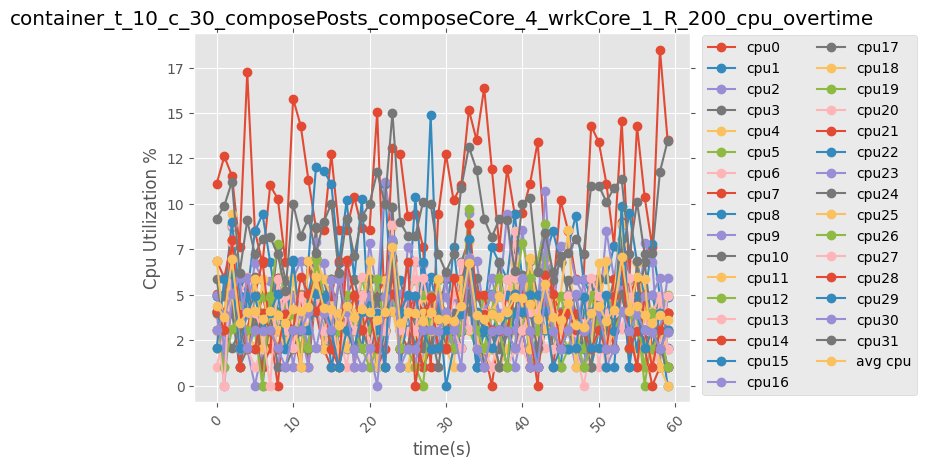 container_t_10_c_30_composePosts_composeCore_4_wrkCore_1_R_200_cpu_overtime
Cpu Utilization %
17
15
12
10
7
5
2
0
0
10
20
30
40
50
60
time(s)
cpu0
cpu1
cpu2
cpu3
cpu4
cpu5
cpu6
cpu7
cpu8
cpu9
cpu10
cpu11
cpu12
cpu13
cpu14
cpu15
cpu16
cpu17
cpu18
cpu19
cpu20
cpu21
cpu22
cpu23
cpu24
cpu25
cpu26
cpu27
cpu28
cpu29
cpu30
cpu31
avg cpu